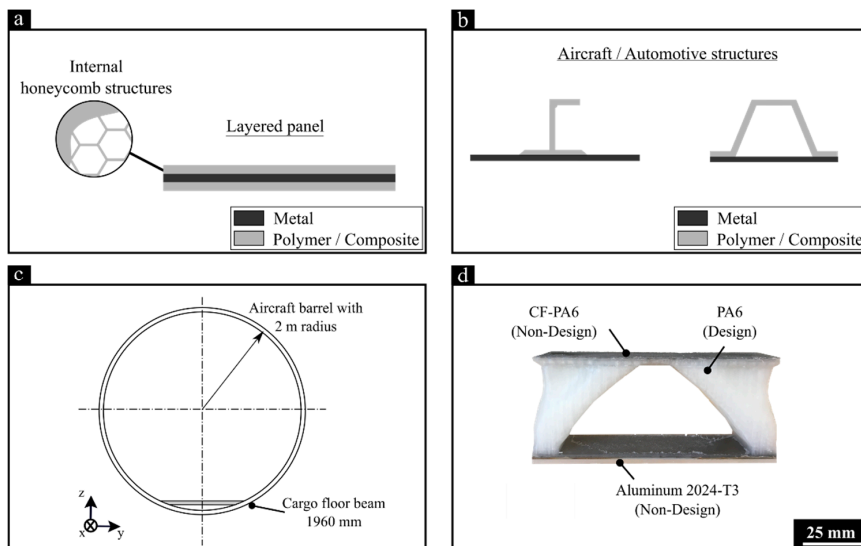 a
Internal
honeycomb structures
Layered panel
Metal
Polymer / Composite
b
Aircraft / Automotive structures
Metal
Polymer / Composite
c
Aircraft barrel with
2 m radius
z
x
y
Cargo floor beam
1960 mm
d
CF-PA6
(Non-Design)
PA6
(Design)
Aluminum 2024-T3
(Non-Design)
25 mm